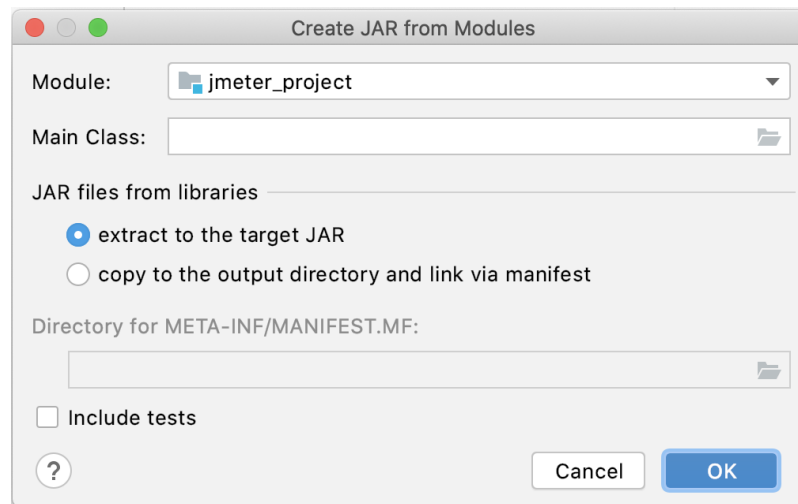 Create JAR from Modules
Module: jmeter_project
Main Class:
JAR files from libraries
extract to the target JAR
copy to the output directory and link via manifest
Directory for META-INF/MANIFEST.MF:
Include tests
? Cancel OK